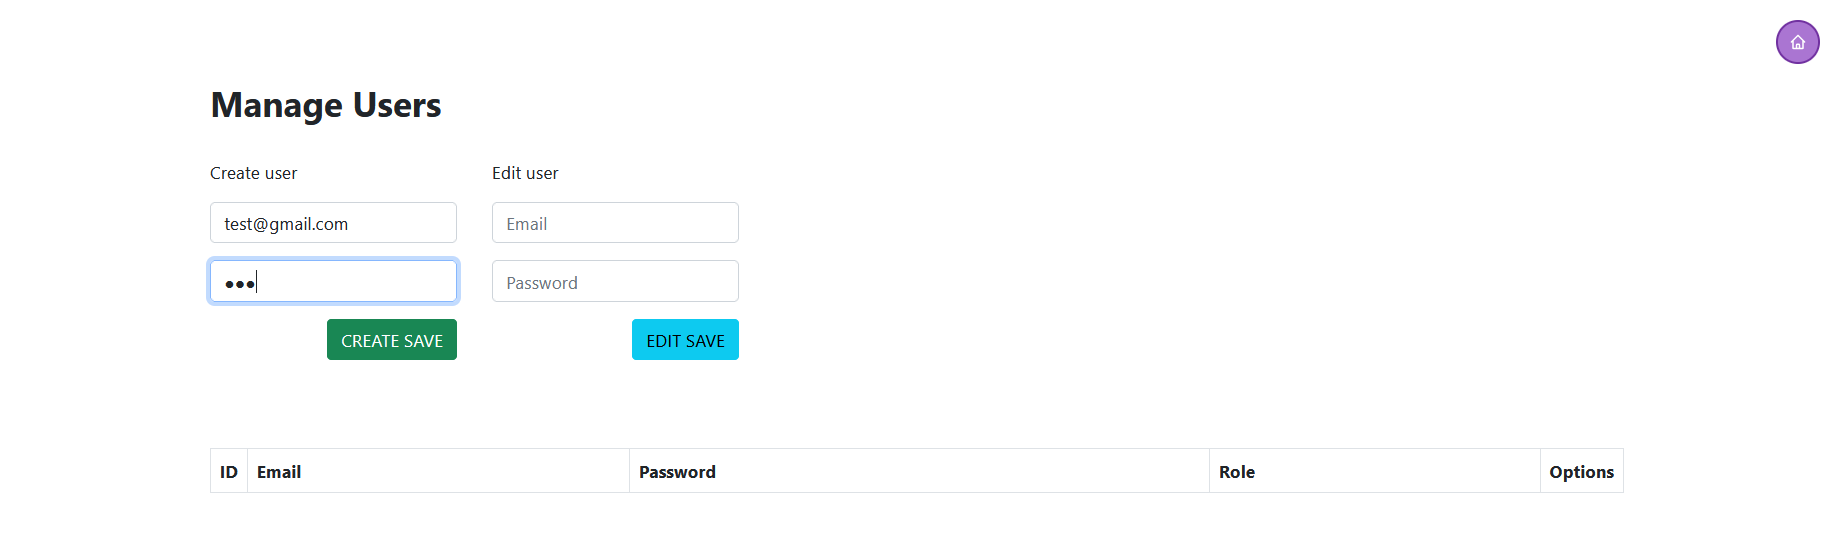 Manage Users
Create user
Edit user
test@gmail.com
Email
•••
Password
CREATE SAVE
EDIT SAVE
ID Email Password Role Options